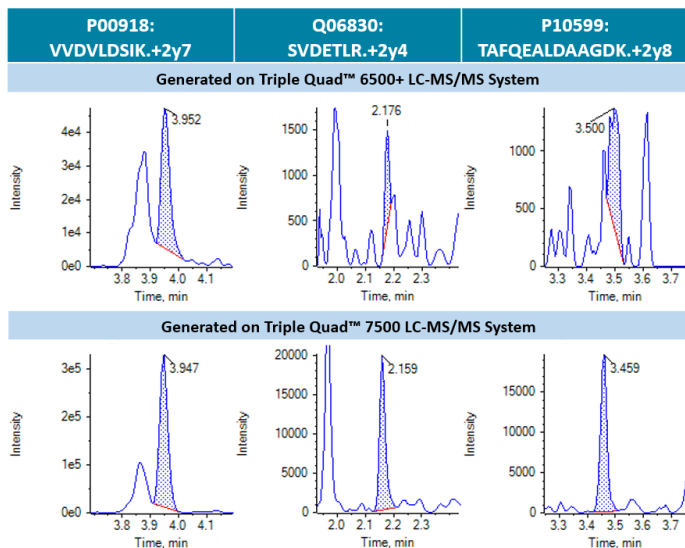 P00918:
VVDVLDSIK.+2y7
Q06830:
SVDETLR.+2y4
P10599:
TAFQEALDAAGDK.+2y8
Generated on Triple Quad™ 6500+ LC-MS/MS System
Intensity
4e4
3e4
2e4
1e4
0e0
3.952
3.8 3.9 4.0 4.1
Time, min
Intensity
1500
1000
500
0
2.176
2.0 2.1 2.2 2.3
Time, min
Intensity
1000
500
0
3.500
3.3 3.4 3.5 3.6 3.7
Time, min
Generated on Triple Quad™ 7500 LC-MS/MS System
Intensity
3e5
2e5
1e5
0e0
3.947
3.8 3.9 4.0 4.1
Time, min
Intensity
20000
15000
10000
5000
0
2.159
2.0 2.1 2.2 2.3
Time, min
Intensity
15000
10000
5000
0
3.459
3.3 3.4 3.5 3.6 3.7
Time, min